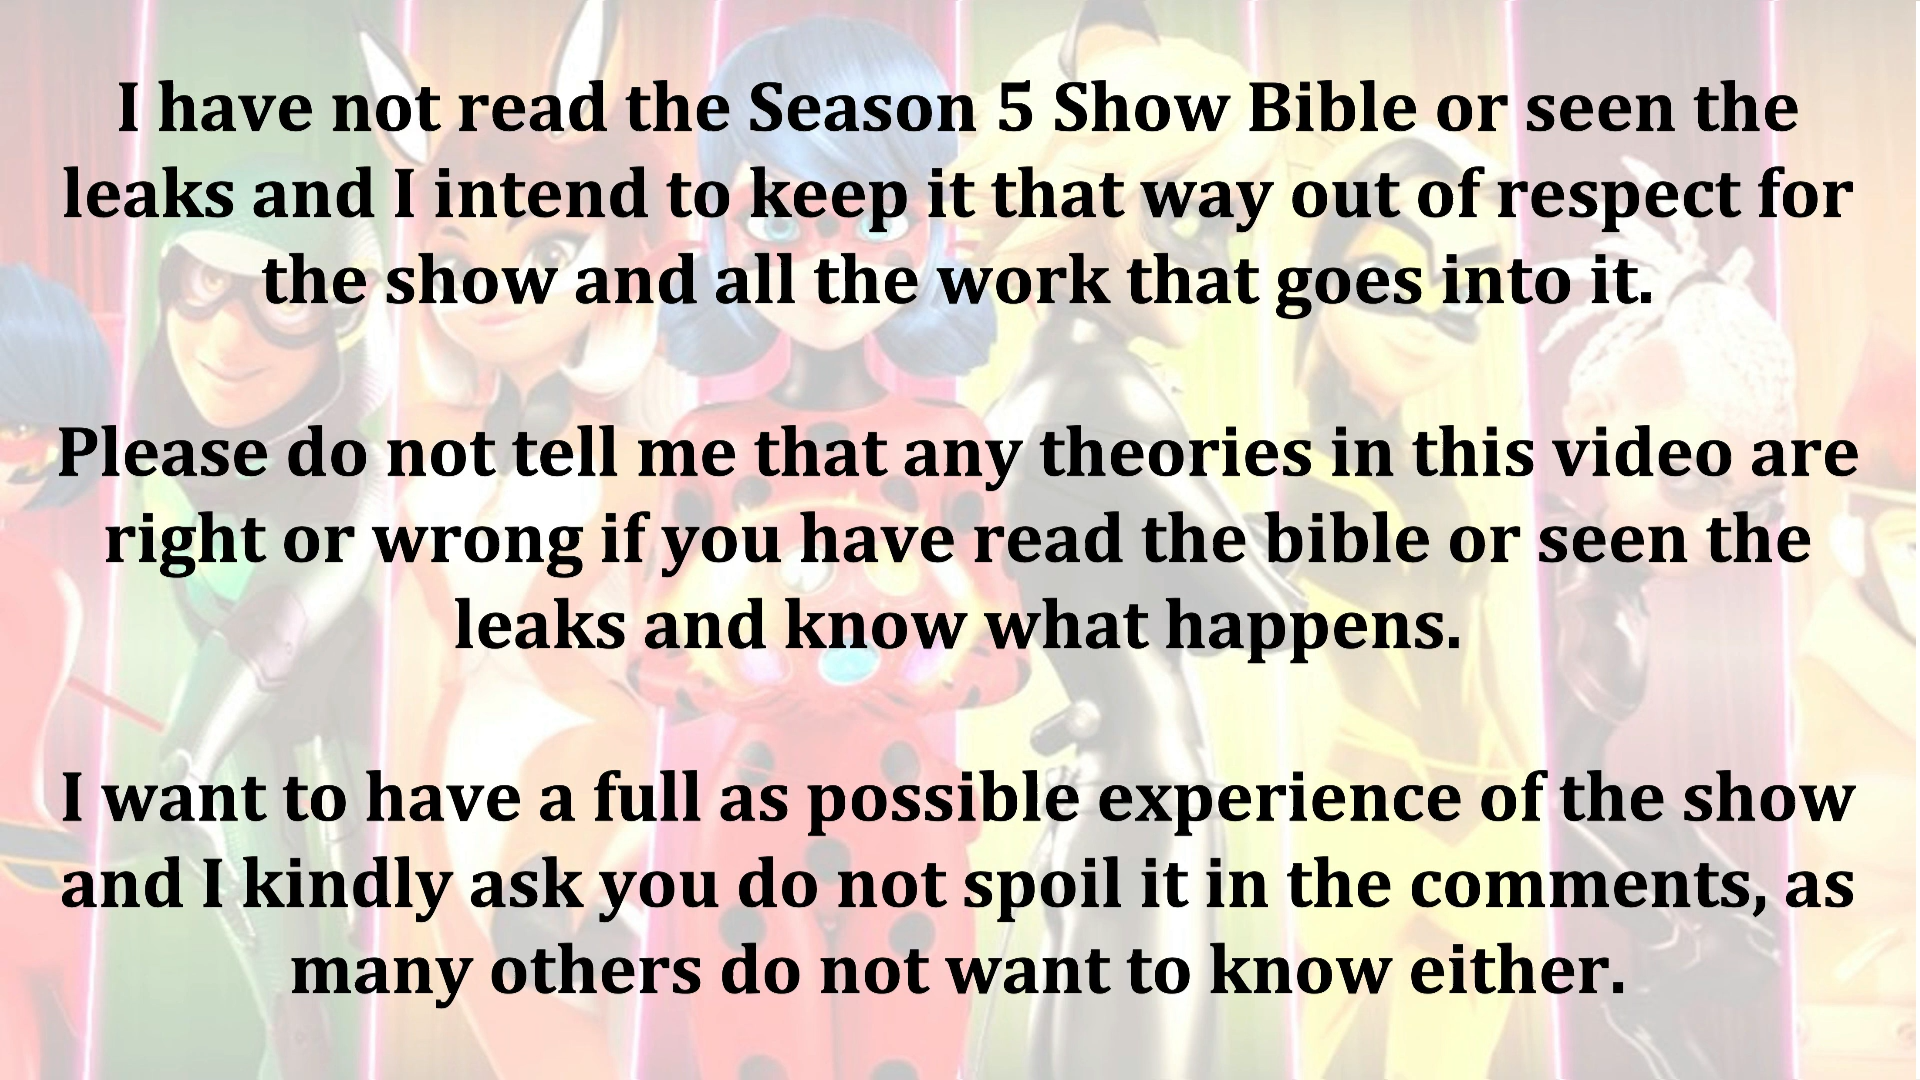 I have not read the Season 5 Show Bible or seen the
leaks and I intend to keep it that way out of respect for
the show and all the work that goes into it.
Please do not tell me that any theories in this video are
right or wrong if you have read the bible or seen the
leaks and know what happens.
I want to have a full as possible experience of the show
and I kindly ask you do not spoil it in the comments, as
many others do not want to know either.